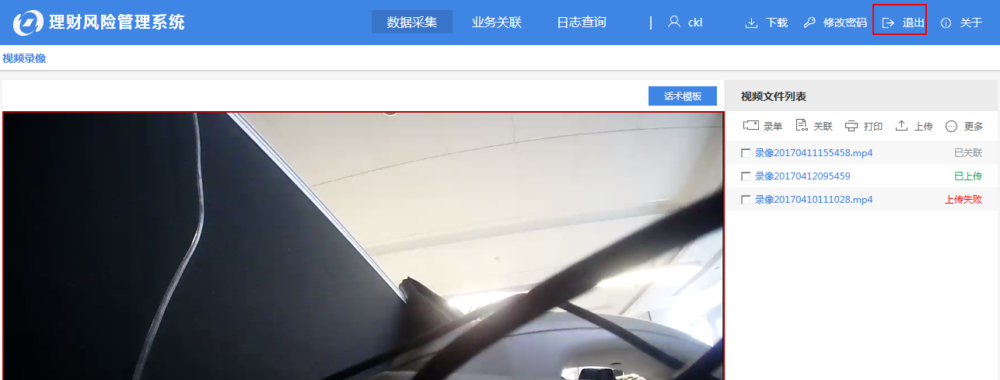 理财风险管理系统 数据采集 业务关联 日志查询 | ckl 下载 修改密码 退出 关于
视频录像
话术模板
视频文件列表
录单 关联 打印 上传 更多
录像20170411155458.mp4 已关联
录像20170412095459 已上传
录像20170410111028.mp4 上传失败